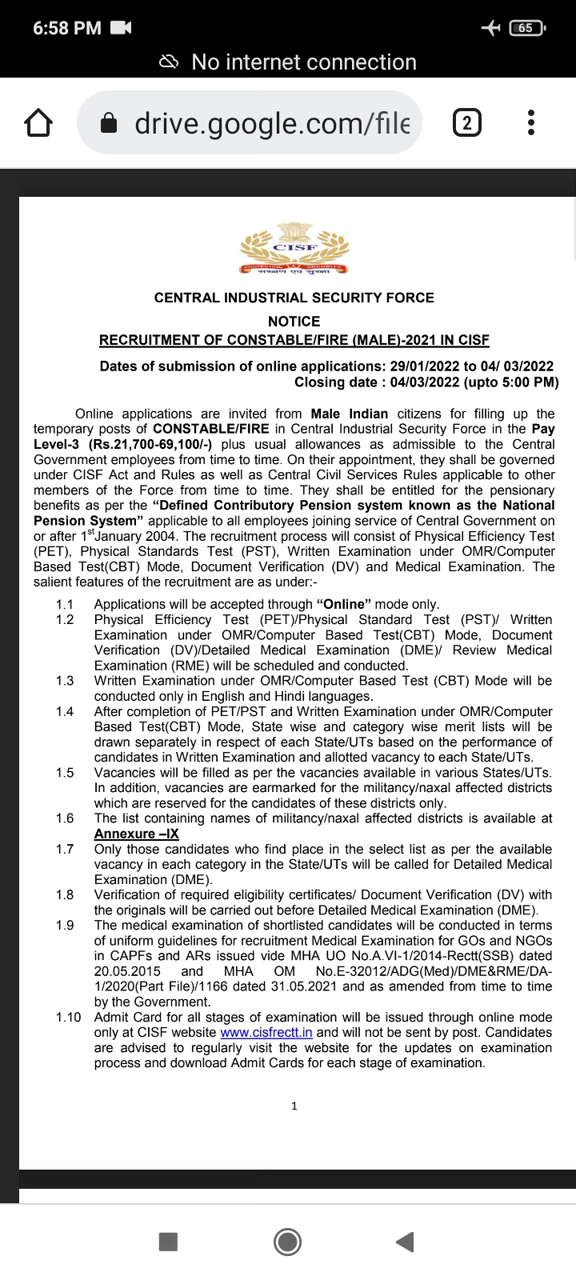 6:58 PM
65
No internet connection
drive.google.com/file
2
CISF
संरक्षण एवं सुरक्षा
CENTRAL INDUSTRIAL SECURITY FORCE
NOTICE
RECRUITMENT OF CONSTABLE/FIRE (MALE)-2021 IN CISF
Dates of submission of online applications: 29/01/2022 to 04/ 03/2022
Closing date : 04/03/2022 (upto 5:00 PM)
Online applications are invited from Male Indian citizens for filling up the
temporary posts of CONSTABLE/FIRE in Central Industrial Security Force in the Pay
Level-3 (Rs.21,700-69,100/-) plus usual allowances as admissible to the Central
Government employees from time to time. On their appointment, they shall be governed
under CISF Act and Rules as well as Central Civil Services Rules applicable to other
members of the Force from time to time. They shall be entitled for the pensionary
benefits as per the “Defined Contributory Pension system known as the National
Pension System” applicable to all employees joining service of Central Government on
or after 1st January 2004. The recruitment process will consist of Physical Efficiency Test
(PET), Physical Standards Test (PST), Written Examination under OMR/Computer
Based Test(CBT) Mode, Document Verification (DV) and Medical Examination. The
salient features of the recruitment are as under:-
1.1 Applications will be accepted through “Online” mode only.
1.2 Physical Efficiency Test (PET)/Physical Standard Test (PST)/ Written
Examination under OMR/Computer Based Test(CBT) Mode, Document
Verification (DV)/Detailed Medical Examination (DME)/ Review Medical
Examination (RME) will be scheduled and conducted.
1.3 Written Examination under OMR/Computer Based Test (CBT) Mode will be
conducted only in English and Hindi languages.
1.4 After completion of PET/PST and Written Examination under OMR/Computer
Based Test(CBT) Mode, State wise and category wise merit lists will be
drawn separately in respect of each State/UTs based on the performance of
candidates in Written Examination and allotted vacancy to each State/UTs.
1.5 Vacancies will be filled as per the vacancies available in various States/UTs.
In addition, vacancies are earmarked for the militancy/naxal affected districts
which are reserved for the candidates of these districts only.
1.6 The list containing names of militancy/naxal affected districts is available at
Annexure –IX
1.7 Only those candidates who find place in the select list as per the available
vacancy in each category in the State/UTs will be called for Detailed Medical
Examination (DME).
1.8 Verification of required eligibility certificates/ Document Verification (DV) with
the originals will be carried out before Detailed Medical Examination (DME).
1.9 The medical examination of shortlisted candidates will be conducted in terms
of uniform guidelines for recruitment Medical Examination for GOs and NGOs
in CAPFs and ARs issued vide MHA UO No.A.VI-1/2014-Rectt(SSB) dated
20.05.2015 and MHA OM No.E-32012/ADG(Med)/DME&RME/DA-
1/2020(Part File)/1166 dated 31.05.2021 and as amended from time to time
by the Government.
1.10 Admit Card for all stages of examination will be issued through online mode
only at CISF website www.cisfrectt.in and will not be sent by post. Candidates
are advised to regularly visit the website for the updates on examination
process and download Admit Cards for each stage of examination.
1